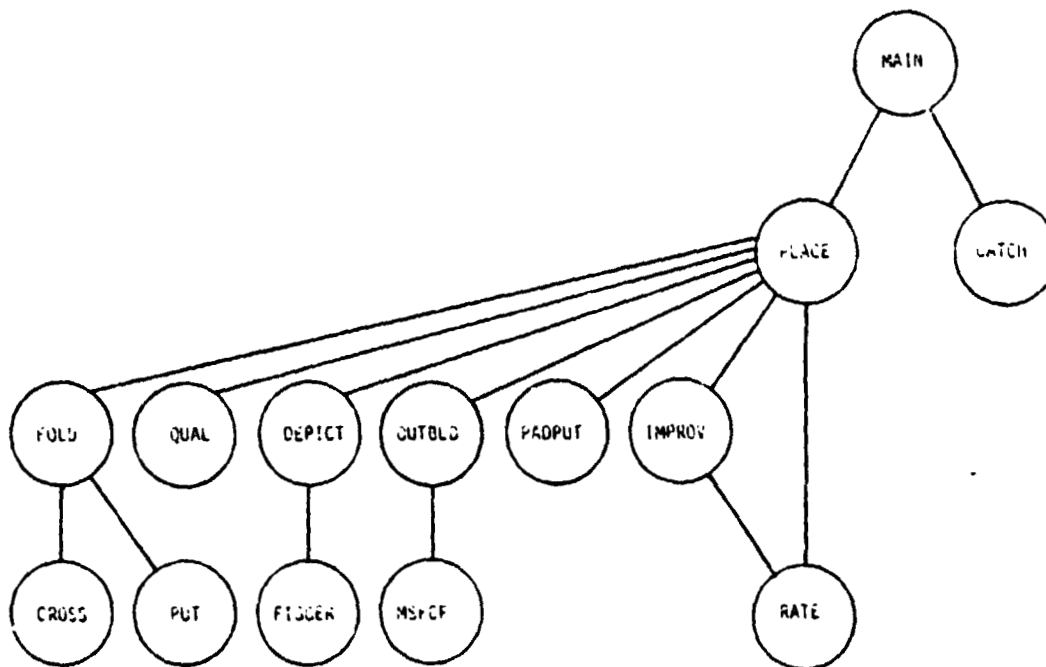 MAIN
PLACE
CATCH
FOLD
QUAL
DEPICT
OUTBLD
PADPUT
IMPROV
CROSS
PUT
RATE